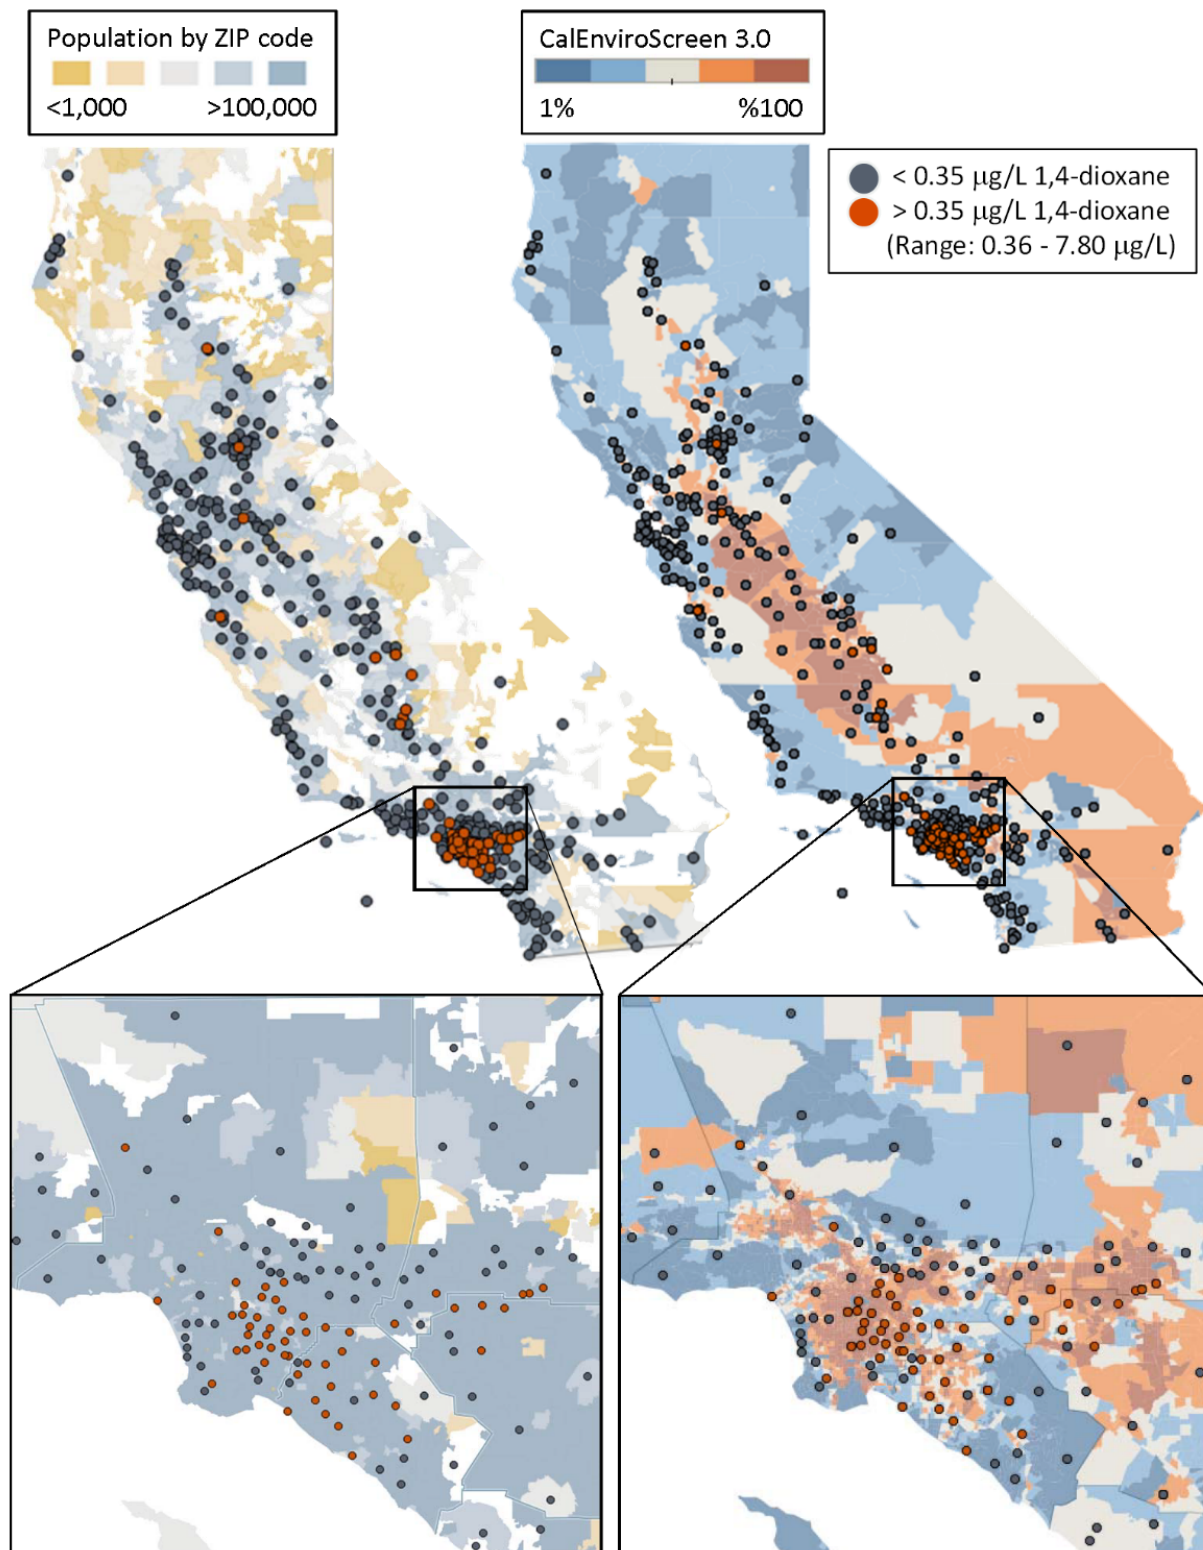 Population by ZIP code
<1,000 >100,000
CalEnviroScreen 3.0
1% %100
< 0.35 µg/L 1,4-dioxane
> 0.35 µg/L 1,4-dioxane
(Range: 0.36 - 7.80 µg/L)